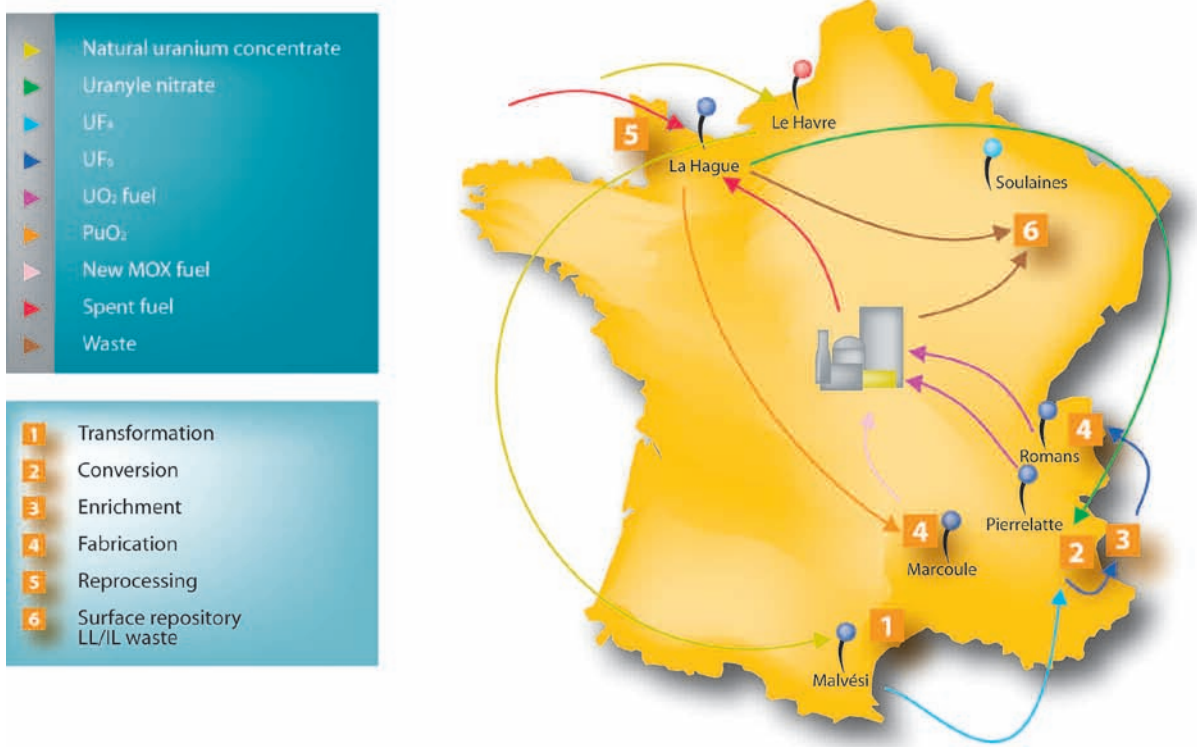 Natural uranium concentrate
Uranyle nitrate
UF₄
UF₆
UO₂ fuel
PuO₂
New MOX fuel
Spent fuel
Waste
1 Transformation
2 Conversion
3 Enrichment
4 Fabrication
5 Reprocessing
6 Surface repository
LL/IL waste
Le Havre
5
La Hague
Soulaines
6
4
Romans
Pierrelatte
4
2
3
Marcoule
1
Malvési